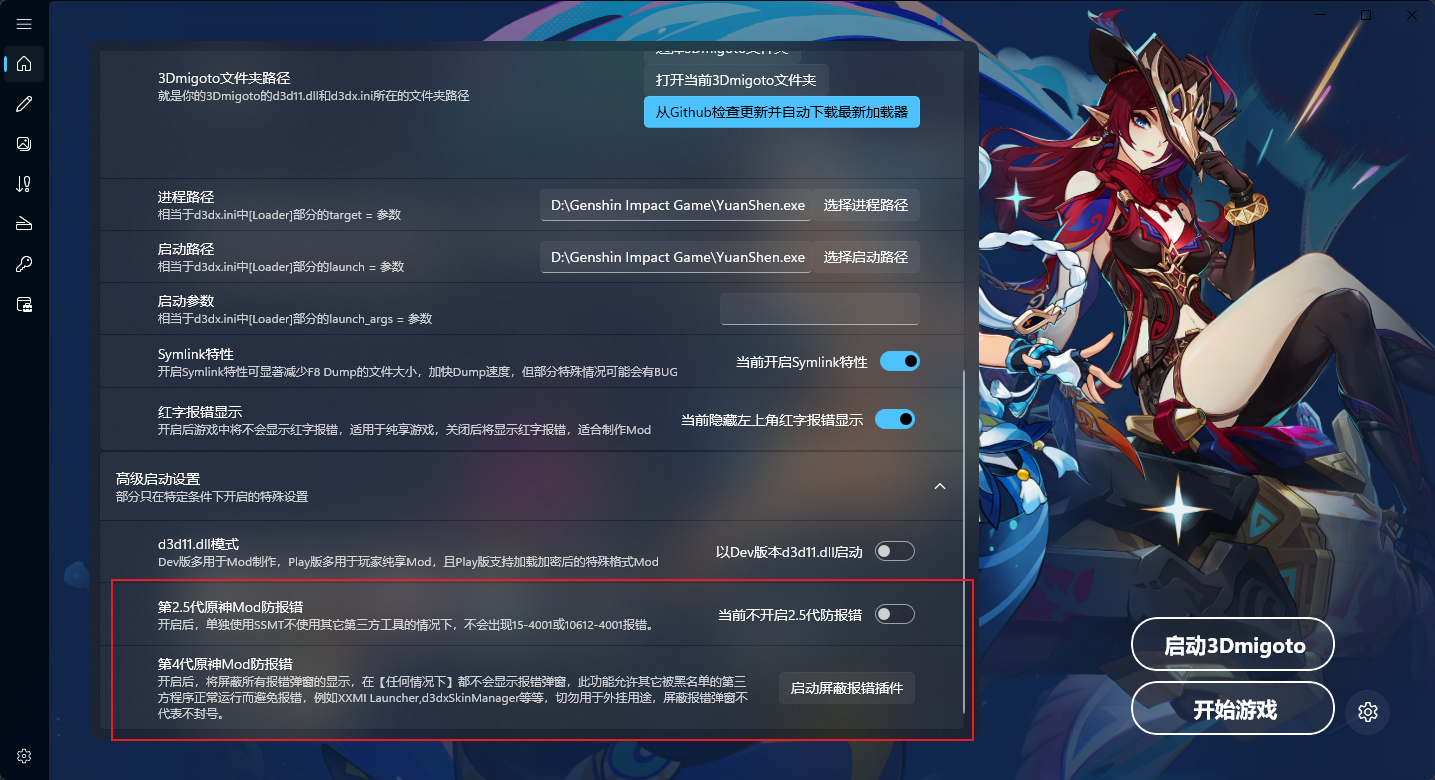 选择3Dmigoto文件夹
3Dmigoto文件夹路径
就是你的3Dmigoto的d3d11.dll和d3dx.ini所在的文件夹路径
打开当前3Dmigoto文件夹
从Github检查更新并自动下载最新加载器
进程路径
相当于d3dx.ini中[Loader]部分的target = 参数
D:\Genshin Impact Game\YuanShen.exe
选择进程路径
启动路径
相当于d3dx.ini中[Loader]部分的launch = 参数
D:\Genshin Impact Game\YuanShen.exe
选择启动路径
启动参数
相当于d3dx.ini中[Loader]部分的launch_args = 参数
Symlink特性
开启Symlink特性可显著减少F8 Dump的文件大小，加快Dump速度，但部分特殊情况可能会有BUG
当前开启Symlink特性
红字报错显示
开启后游戏中将不会显示红字报错，适用于纯享游戏，关闭后将显示红字报错，适合制作Mod
当前隐藏左上角红字报错显示
高级启动设置
部分只在特定条件下开启的特殊设置
d3d11.dll模式
Dev版多用于Mod制作，Play版多用于玩家纯享Mod，且Play版支持加载加密后的特殊格式Mod
以Dev版本d3d11.dll启动
第2.5代原神Mod防报错
开启后，单独使用SSMT不使用其它第三方工具的情况下，不会出现15-4001或10612-4001报错。
当前不开启2.5代防报错
第4代原神Mod防报错
开启后，将屏蔽所有报错弹窗的显示，在【任何情况下】都不会显示报错弹窗，此功能允许其它被黑名单的第三
方程序正常运行而避免报错，例如XXMI Launcher,d3dxSkinManager等等，切勿用于外挂用途，屏蔽报错弹窗不
代表不封号。
启动屏蔽报错插件
启动3Dmigoto
开始游戏